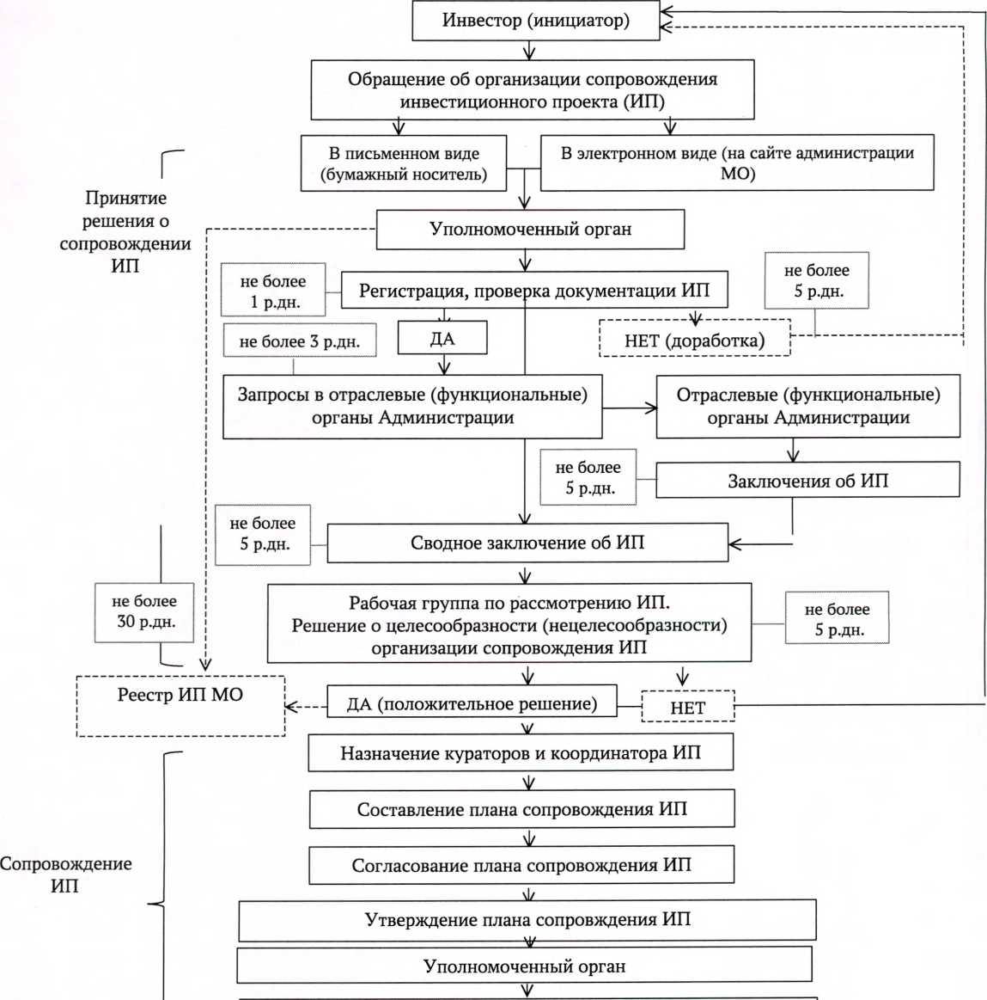 Инвестор (инициатор)
Обращение об организации сопровождения
инвестиционного проекта (ИП)
В письменном виде
(бумажный носитель)
В электронном виде (на сайте администрации
МО)
Принятие
решения о
сопровождении
ИП
Уполномоченный орган
не более
1 р.дн.
Регистрация, проверка документации ИП
не более
5 р.дн.
не более 3 р.дн.
ДА
НЕТ (доработка)
Запросы в отраслевые (функциональные)
органы Администрации
Отраслевые (функциональные)
органы Администрации
не более
5 р.дн.
Заключения об ИП
не более
5 р.дн.
Сводное заключение об ИП
не более
30 р.дн.
Рабочая группа по рассмотрению ИП.
Решение о целесообразности (нецелесообразности)
организации сопровождения ИП
не более
5 р.дн.
Реестр ИП МО
ДА (положительное решение)
НЕТ
Назначение кураторов и координатора ИП
Составление плана сопровождения ИП
Сопровождение
ИП
Согласование плана сопровождения ИП
Утверждение плана сопрвждения ИП
Уполномоченный орган